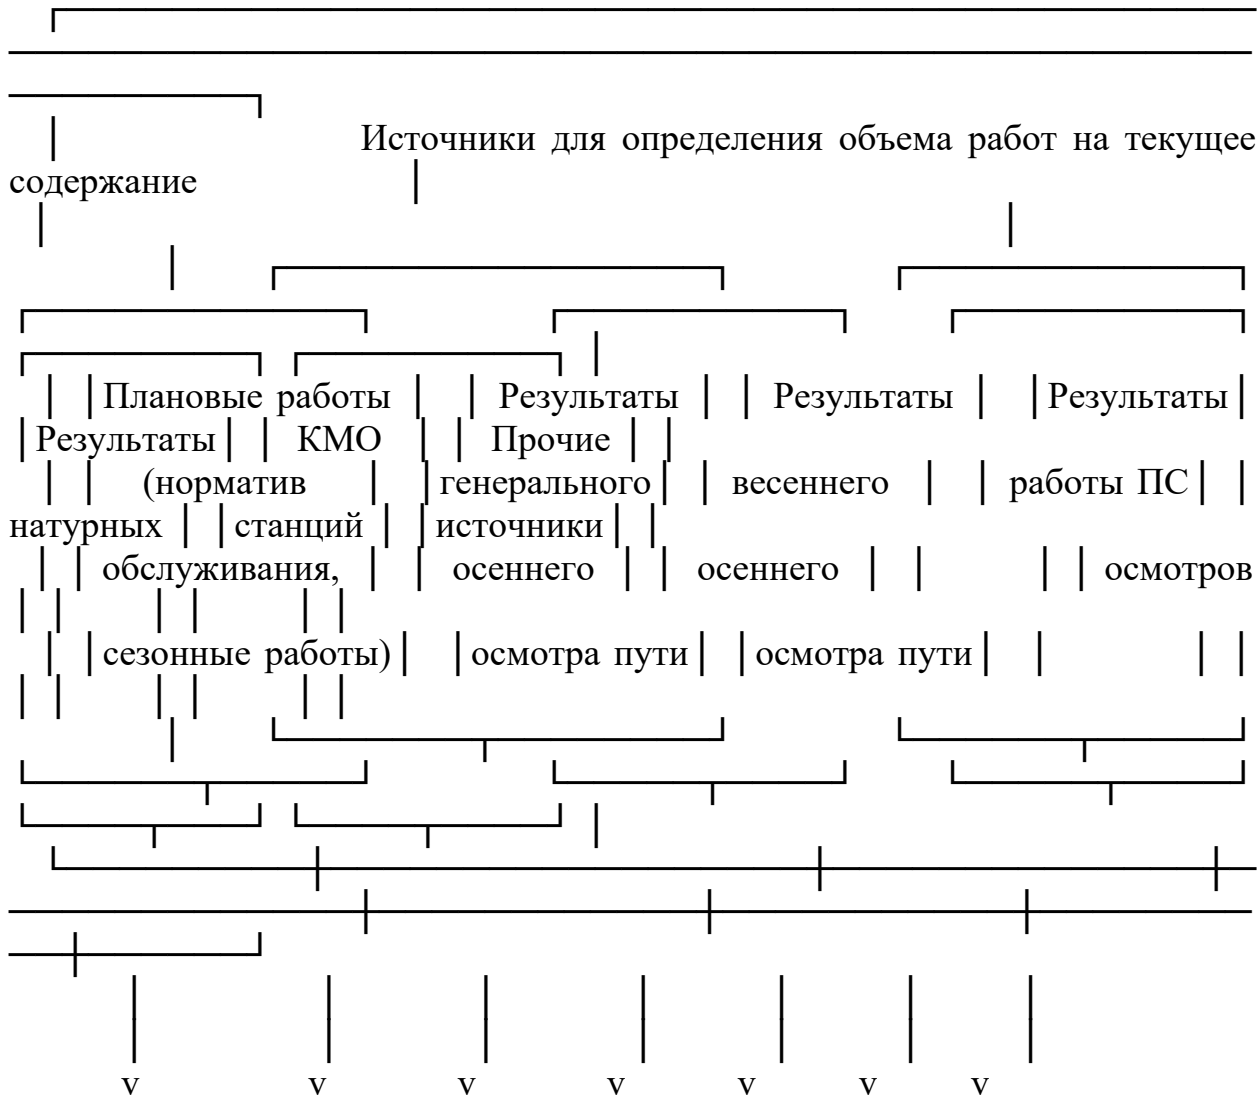 Источники для определения объема работ на текущее
содержание
Плановые работы Результаты Результаты Результаты
Результаты КМО Прочие
(норматив генерального весеннего работы ПС
натурных станций источники
обслуживания, осеннего осеннего осмотров
сезонные работы) осмотра пути осмотра пути
v v v v v v v